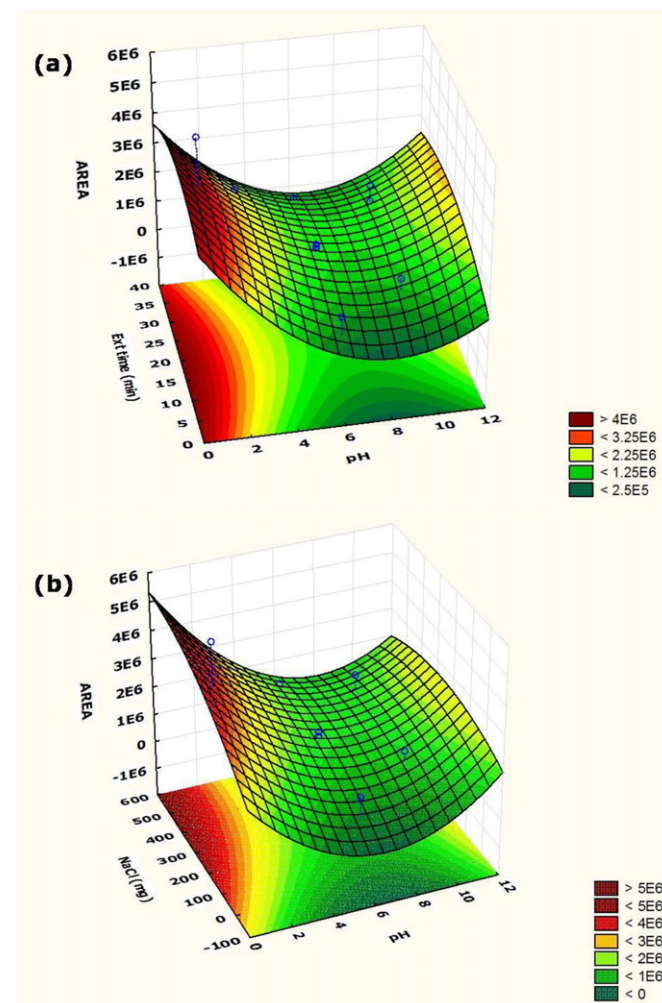 (a)
6E6
5E6
4E6
3E6
2E6
1E6
0
-1E6
AREA
40
35
30
25
20
15
10
5
0
Ext time (min)
0 2 4 6 8 10 12
pH
> 4E6
< 3.25E6
< 2.25E6
< 1.25E6
< 2.5E5
(b)
6E6
5E6
4E6
3E6
2E6
1E6
0
-1E6
AREA
600
500
400
300
200
100
0
-100
NaCl (mg)
0 2 4 6 8 10 12
pH
> 5E6
< 5E6
< 4E6
< 3E6
< 2E6
< 1E6
< 0